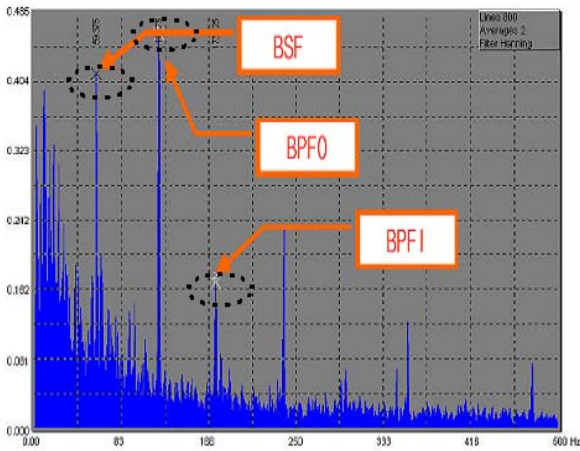 0.485
Lines 800
Averages 2
Filter Hanning
BSF
0.404
BPFO
0.323
0.242
BPFI
0.162
0.081
0.000
0.00
83
166
250
333
416
500 Hz